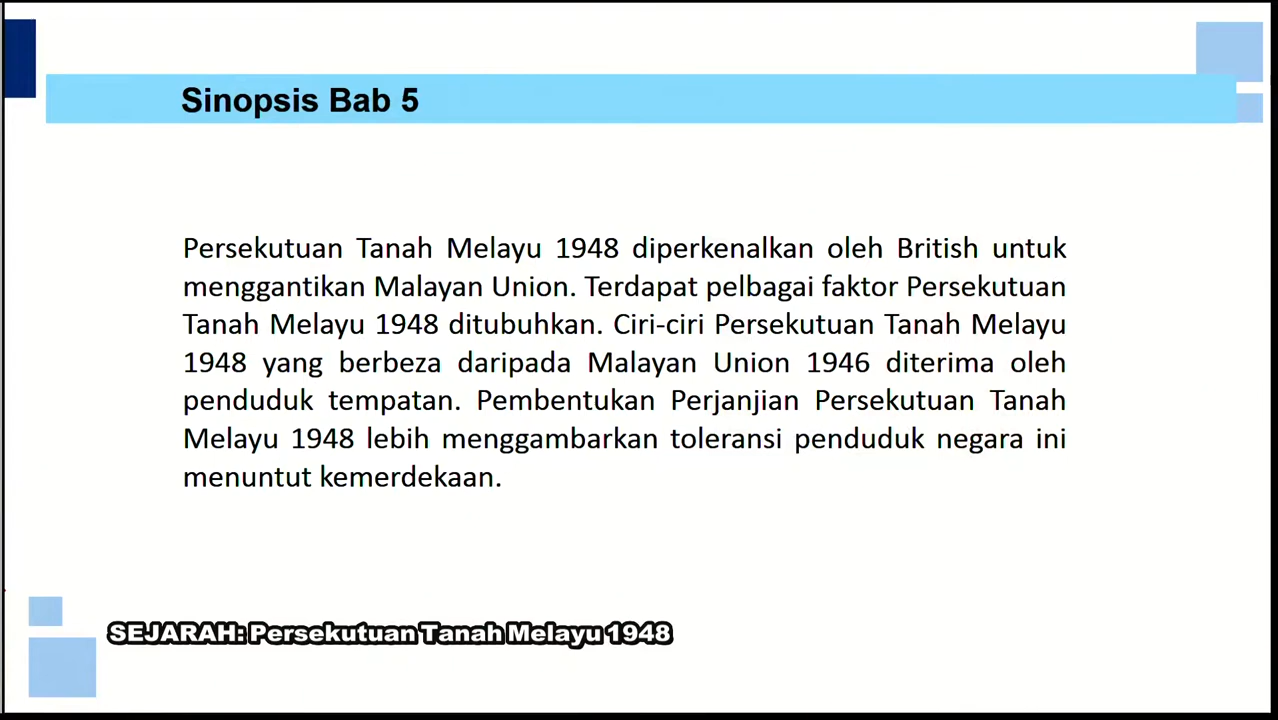 Sinopsis Bab 5
Persekutuan Tanah Melayu 1948 diperkenalkan oleh British untuk
menggantikan Malayan Union. Terdapat pelbagai faktor Persekutuan
Tanah Melayu 1948 ditubuhkan. Ciri-ciri Persekutuan Tanah Melayu
1948 yang berbeza daripada Malayan Union 1946 diterima oleh
penduduk tempatan. Pembentukan Perjanjian Persekutuan Tanah
Melayu 1948 lebih menggambarkan toleransi penduduk negara ini
menuntut kemerdekaan.
SEJARAH: Persekutuan Tanah Melayu 1948